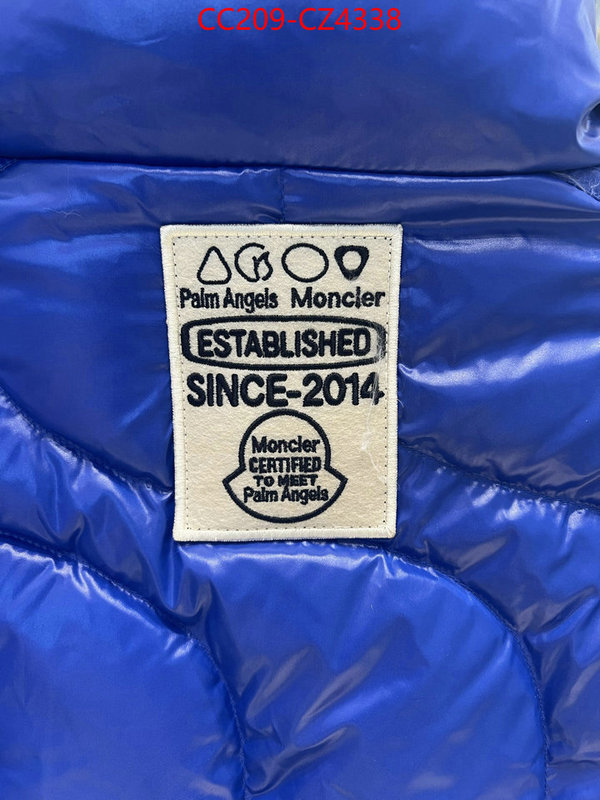 CC209-CZ4338
Palm Angels Moncler
ESTABLISHED
SINCE-2014
Moncler
CERTIFIED
TO MEET
Palm Angels